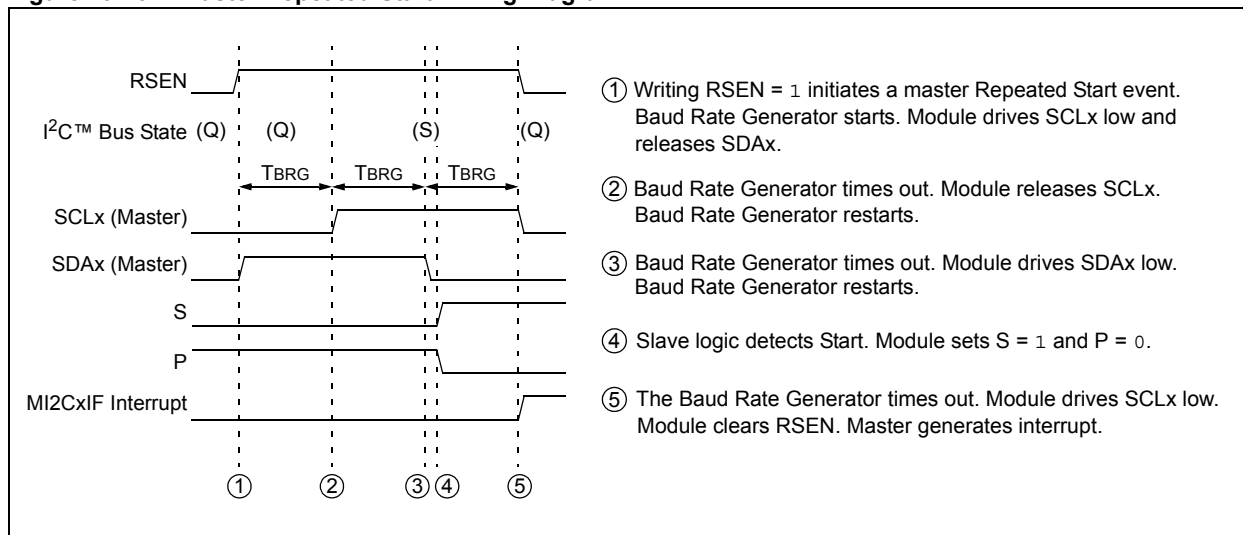 RSEN
I²C™ Bus State (Q) (Q) (S) (Q)
TBRG TBRG TBRG
SCLx (Master)
SDAx (Master)
S
P
MI2CxIF Interrupt
① ② ③ ④ ⑤
① Writing RSEN = 1 initiates a master Repeated Start event.
Baud Rate Generator starts. Module drives SCLx low and
releases SDAx.
② Baud Rate Generator times out. Module releases SCLx.
Baud Rate Generator restarts.
③ Baud Rate Generator times out. Module drives SDAx low.
Baud Rate Generator restarts.
④ Slave logic detects Start. Module sets S = 1 and P = 0.
⑤ The Baud Rate Generator times out. Module drives SCLx low.
Module clears RSEN. Master generates interrupt.